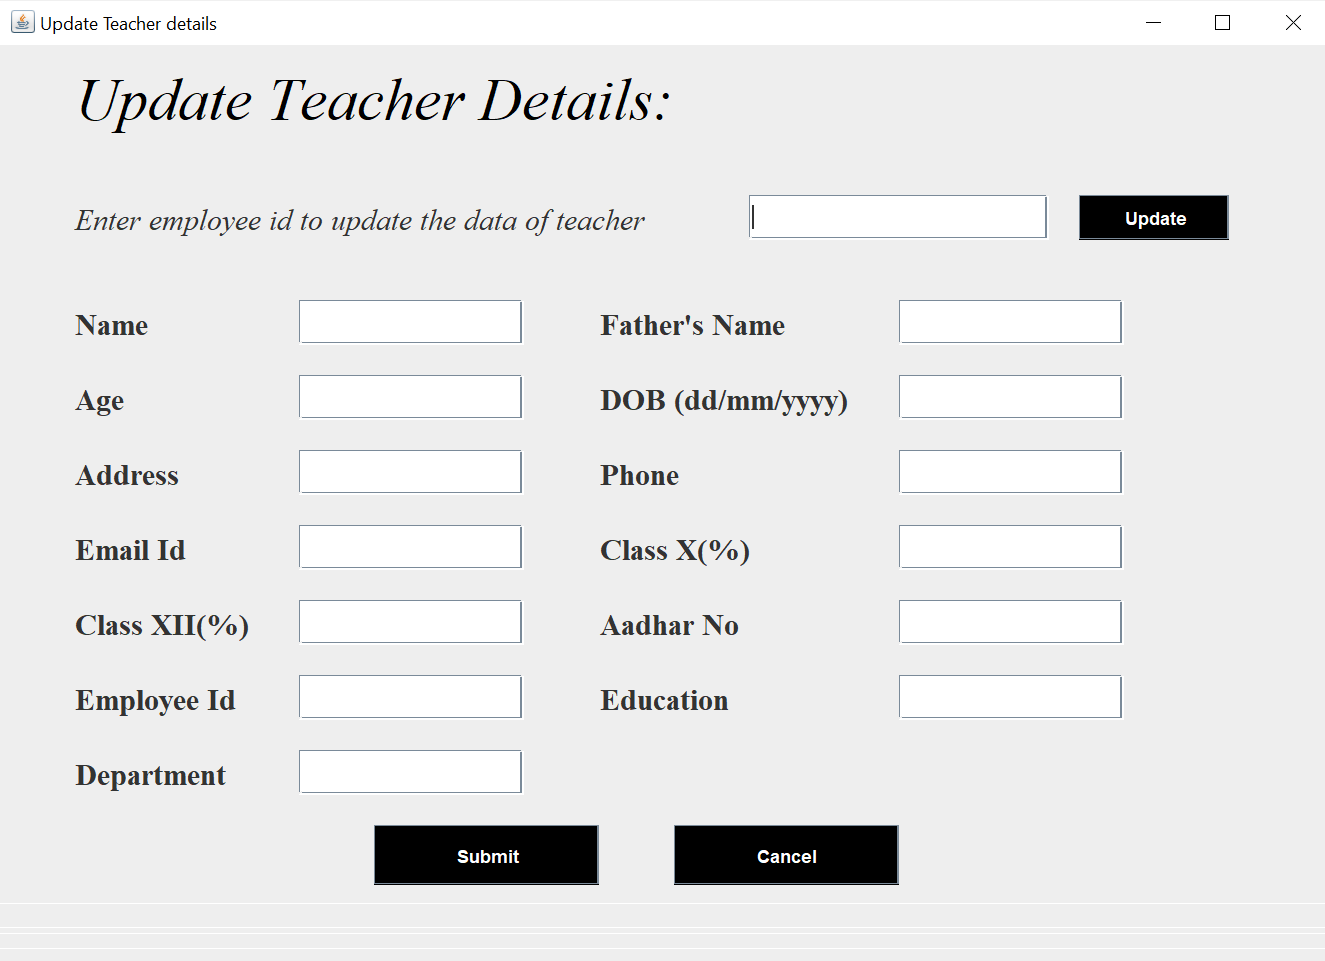 Update Teacher details
Update Teacher Details:
Enter employee id to update the data of teacher Update
Name Father's Name
Age DOB (dd/mm/yyyy)
Address Phone
Email Id Class X(%)
Class XII(%) Aadhar No
Employee Id Education
Department
Submit Cancel